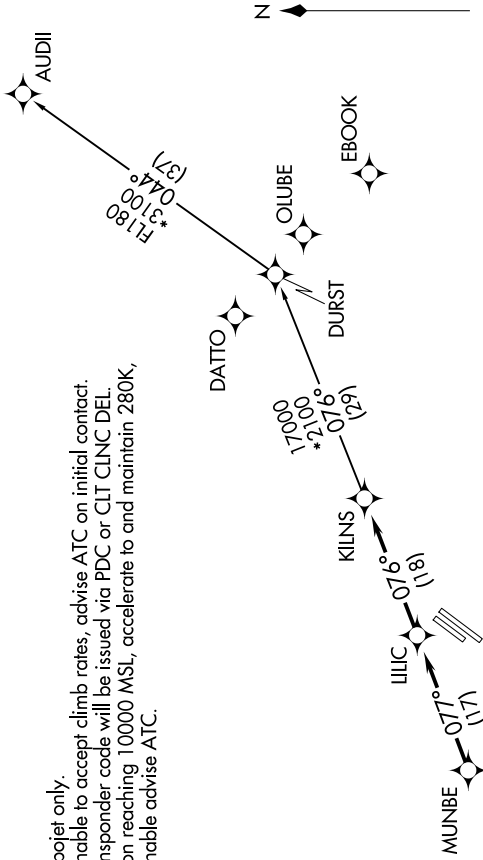 only.
nable to accept climb rates, advise ATC on initial contact.
nsponder code will be issued via PDC or CLT CLNC DEL.
on reaching 10000 MSL, accelerate to and maintain 280K,
nable advise ATC.
N
AUDII
FL180
*3100
044°
(37)
EBOOK
OLUBE
DURST
DATTO
17000
*2100
076°
(29)
KILNS
076°
(18)
LILIC
077°
(17)
MUNBE